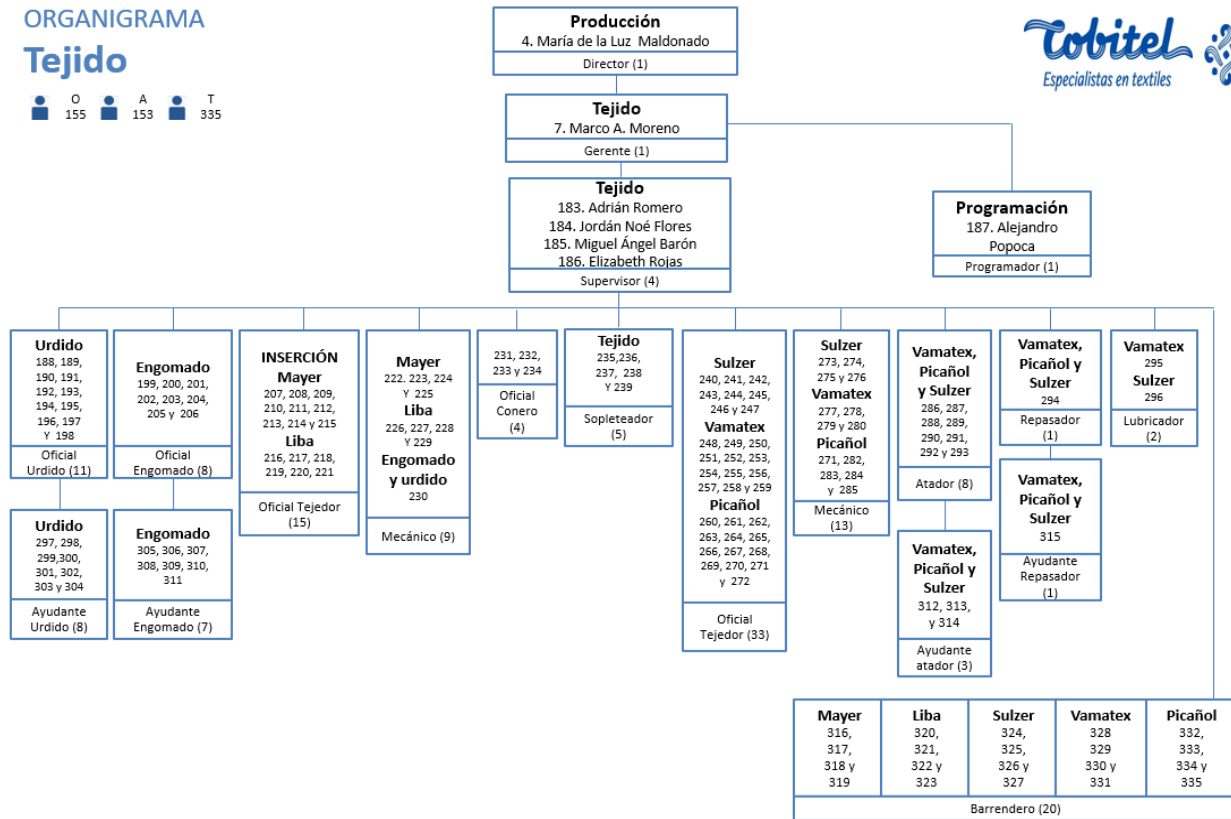 ORGANIGRAMA
Tejido
O
155
A
153
T
335
Cobitel
Especialistas en textiles
Producción
4. María de la Luz Maldonado
Director (1)
Tejido
7. Marco A. Moreno
Gerente (1)
Tejido
183. Adrián Romero
184. Jordán Noé Flores
185. Miguel Ángel Barón
186. Elizabeth Rojas
Supervisor (4)
Programación
187. Alejandro
Popoca
Programador (1)
Urdido
188, 189,
190, 191,
192, 193,
194, 195,
196, 197
Y 198
Oficial
Urdido (11)
Urdido
297, 298,
299,300,
301, 302,
303 y 304
Ayudante
Urdido (8)
Engomado
199, 200, 201,
202, 203, 204,
205 y 206
Oficial
Engomado (8)
Engomado
305, 306, 307,
308, 309, 310,
311
Ayudante
Engomado (7)
INSERCIÓN
Mayer
207, 208, 209,
210, 211, 212,
213, 214 y 215
Liba
216, 217, 218,
219, 220, 221
Oficial Tejedor
(15)
Mayer
222. 223, 224
Y 225
Liba
226, 227, 228
Y 229
Engomado
y urdido
230
Mecánico (9)
231, 232,
233 y 234
Oficial
Conero
(4)
Tejido
235,236,
237, 238
Y 239
Sopleteador
(5)
Sulzer
240, 241, 242,
243, 244, 245,
246 y 247
Vamatex
248, 249, 250,
251, 252, 253,
254, 255, 256,
257, 258 y 259
Picañol
260, 261, 262,
263, 264, 265,
266, 267, 268,
269, 270, 271
y 272
Oficial
Tejedor (33)
Sulzer
273, 274,
275 y 276
Vamatex
277, 278,
279 y 280
Picañol
271, 282,
283, 284
y 285
Mecánico
(13)
Vamatex,
Picañol
y Sulzer
286, 287,
288, 289,
290, 291,
292 y 293
Atador (8)
Vamatex,
Picañol y
Sulzer
312, 313,
y 314
Ayudante
atador (3)
Vamatex,
Picañol y
Sulzer
294
Repasador
(1)
Vamatex,
Picañol y
Sulzer
315
Ayudante
Repasador
(1)
Vamatex
295
Sulzer
296
Lubricador
(2)
Mayer
316,
317,
318 y
319
Liba
320,
321,
322 y
323
Sulzer
324,
325,
326 y
327
Vamatex
328
329
330 y
331
Picañol
332,
333,
334 y
335
Barrendero (20)